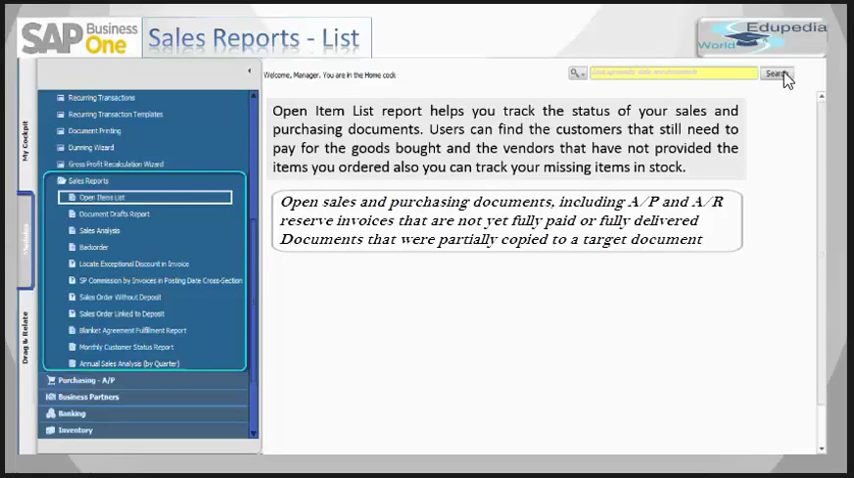 SAP Business One
Sales Reports - List
Edupedia
World
Welcome, Manager. You are in the Home cock
Search
My Cockpit
Modules
Drag & Relate
Recurring Transactions
Recurring Transaction Templates
Document Printing
Dunning Wizard
Gross Profit Recalculation Wizard
Sales Reports
Open Items List
Document Drafts Report
Sales Analysis
Backorder
Locate Exceptional Discount in Invoice
SP Commission by Invoices in Posting Date Cross-Section
Sales Order Without Deposit
Sales Order Linked to Deposit
Blanket Agreement Fulfillment Report
Monthly Customer Status Report
Annual Sales Analysis (by Quarter)
Purchasing - A/P
Business Partners
Banking
Inventory
Open Item List report helps you track the status of your sales and
purchasing documents. Users can find the customers that still need to
pay for the goods bought and the vendors that have not provided the
items you ordered also you can track your missing items in stock.
Open sales and purchasing documents, including A/P and A/R
reserve invoices that are not yet fully paid or fully delivered
Documents that were partially copied to a target document